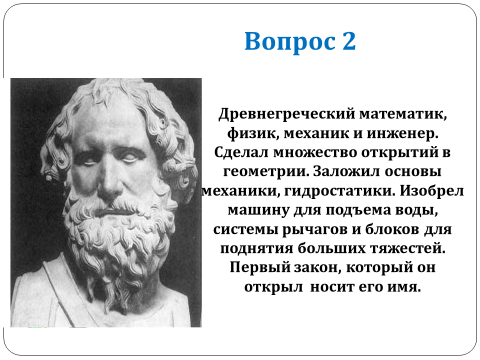 Вопрос 2
Древнегреческий математик,
физик, механик и инженер.
Сделал множество открытий в
геометрии. Заложил основы
механики, гидростатики. Изобрел
машину для подъема воды,
системы рычагов и блоков для
поднятия больших тяжестей.
Первый закон, который он
открыл носит его имя.